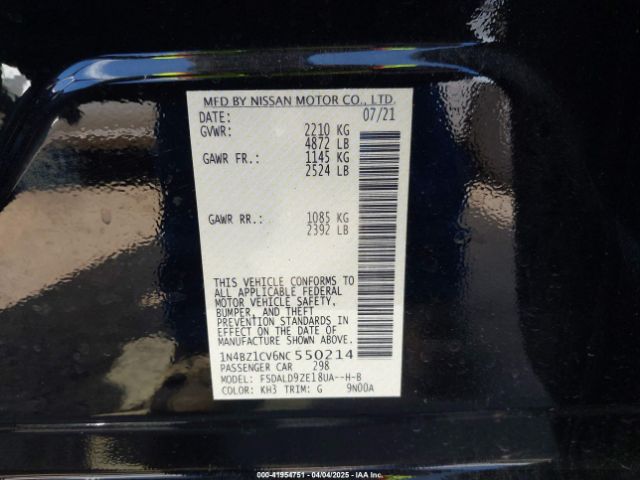 MFD BY NISSAN MOTOR CO., LTD.
DATE: 07/21
GVWR: 2210 KG
4872 LB
GAWR FR.: 1145 KG
2524 LB
GAWR RR.: 1085 KG
2392 LB
THIS VEHICLE CONFORMS TO
ALL APPLICABLE FEDERAL
MOTOR VEHICLE SAFETY,
BUMPER, AND THEFT
PREVENTION STANDARDS IN
EFFECT ON THE DATE OF
MANUFACTURE SHOWN ABOVE.
1N4BZ1CV6NC 550214
PASSENGER CAR 298
MODEL: FSDALD9ZE18UA--H-B
COLOR: KH3 TRIM: G 9N00A
000-41954751 - 04/04/2025 - IAA Inc.